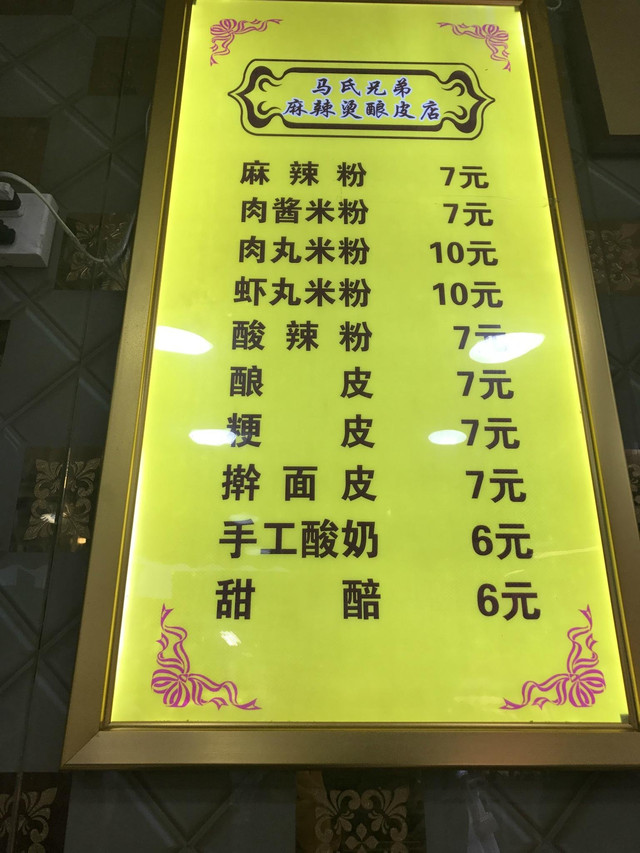 马氏兄弟
麻辣烫酿皮店
麻辣粉 7元
肉酱米粉 7元
肉丸米粉 10元
虾丸米粉 10元
酸辣粉 7元
酿皮 7元
粳皮 7元
擀面皮 7元
手工酸奶 6元
甜醅 6元